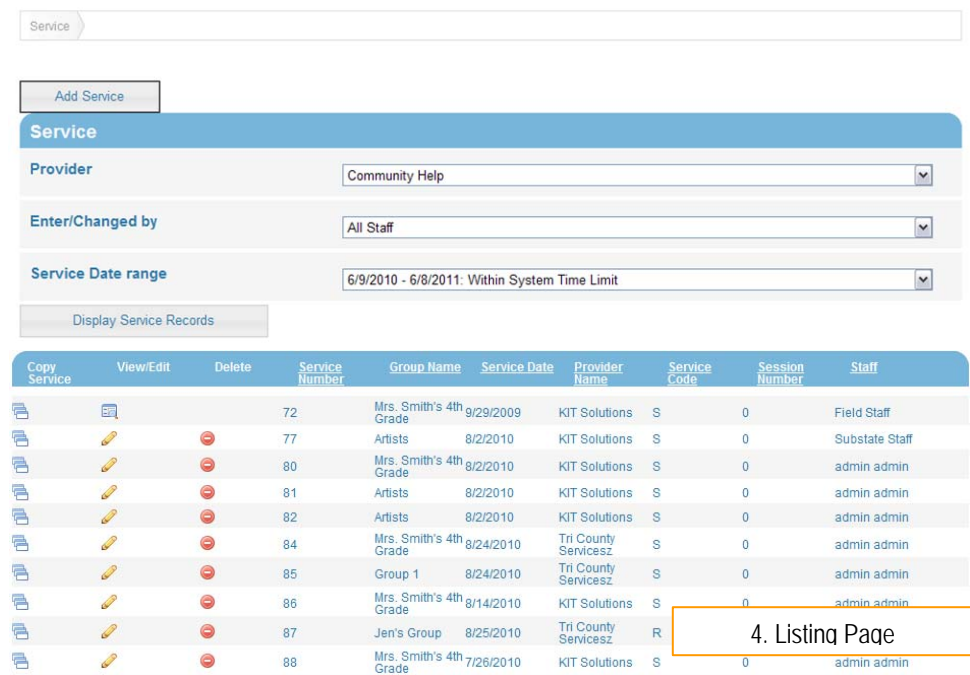 Service
Add Service
Service
Provider
Community Help
Enter/Changed by
All Staff
Service Date range
6/9/2010 - 6/8/2011: Within System Time Limit
Display Service Records
Copy Service View/Edit Delete Service Number Group Name Service Date Provider Name Service Code Session Number Staff
72 Mrs. Smith's 4th Grade 9/29/2009 KIT Solutions S 0 Field Staff
77 Artists 8/2/2010 KIT Solutions S 0 Substate Staff
80 Mrs. Smith's 4th Grade 8/2/2010 KIT Solutions S 0 admin admin
81 Artists 8/2/2010 KIT Solutions S 0 admin admin
82 Artists 8/2/2010 KIT Solutions S 0 admin admin
84 Mrs. Smith's 4th Grade 8/24/2010 Tri County Servicesz S 0 admin admin
85 Group 1 8/24/2010 Tri County Servicesz S 0 admin admin
86 Mrs. Smith's 4th Grade 8/14/2010 KIT Solutions S 0 admin admin
87 Jen's Group 8/25/2010 Tri County Servicesz R
4. Listing Page
88 Mrs. Smith's 4th Grade 7/26/2010 KIT Solutions S 0 admin admin